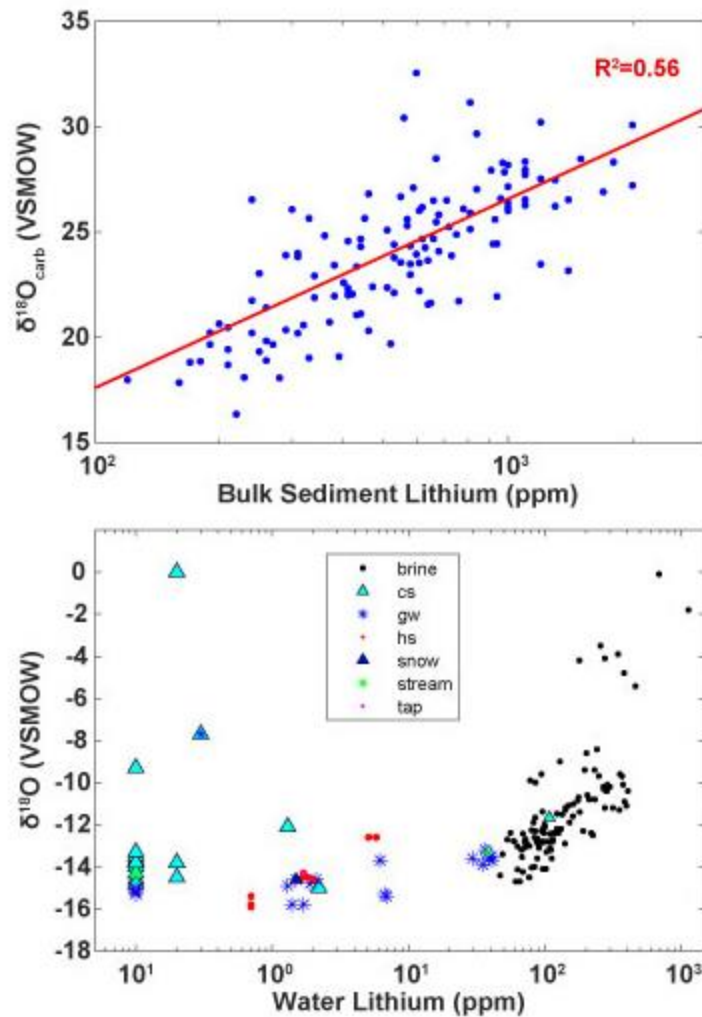 35
30
25
20
15
R²=0.56
δ¹⁸O_carb (VSMOW)
10² 10³
Bulk Sediment Lithium (ppm)
0
-2
-4
-6
-8
-10
-12
-14
-16
-18
brine
cs
gw
hs
snow
stream
tap
δ¹⁸O (VSMOW)
10¹ 10⁰ 10¹ 10² 10³
Water Lithium (ppm)